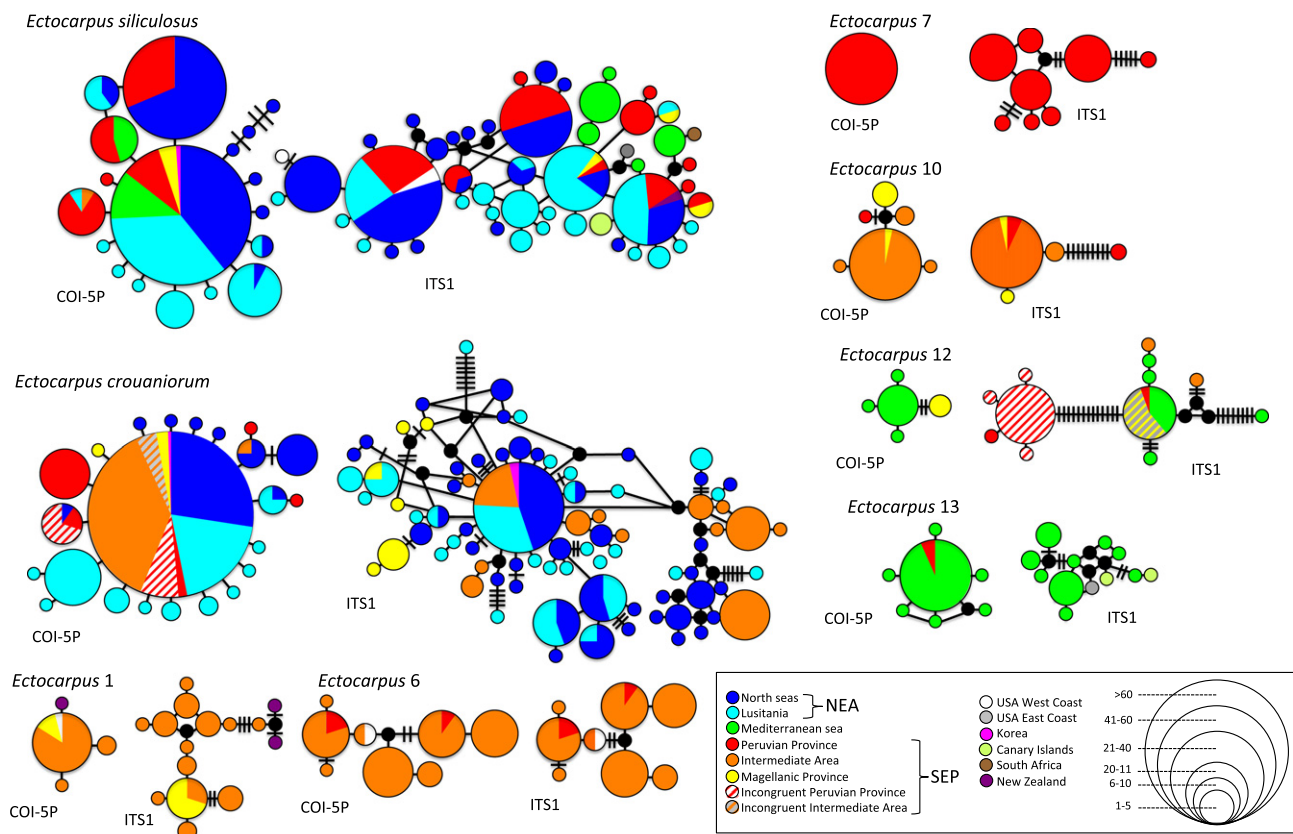 Ectocarpus siliculosus
COI-5P
ITS1
Ectocarpus 7
COI-5P
ITS1
Ectocarpus 10
COI-5P
ITS1
Ectocarpus crouaniorum
COI-5P
ITS1
Ectocarpus 12
COI-5P
ITS1
Ectocarpus 13
COI-5P
ITS1
Ectocarpus 1
COI-5P
ITS1
Ectocarpus 6
COI-5P
ITS1
North seas
Lusitania
NEA
Mediterranean sea
Peruvian Province
Intermediate Area
Magellanic Province
SEP
Incongruent Peruvian Province
Incongruent Intermediate Area
USA West Coast
USA East Coast
Korea
Canary Islands
South Africa
New Zealand
>60
41-60
21-40
20-11
6-10
1-5